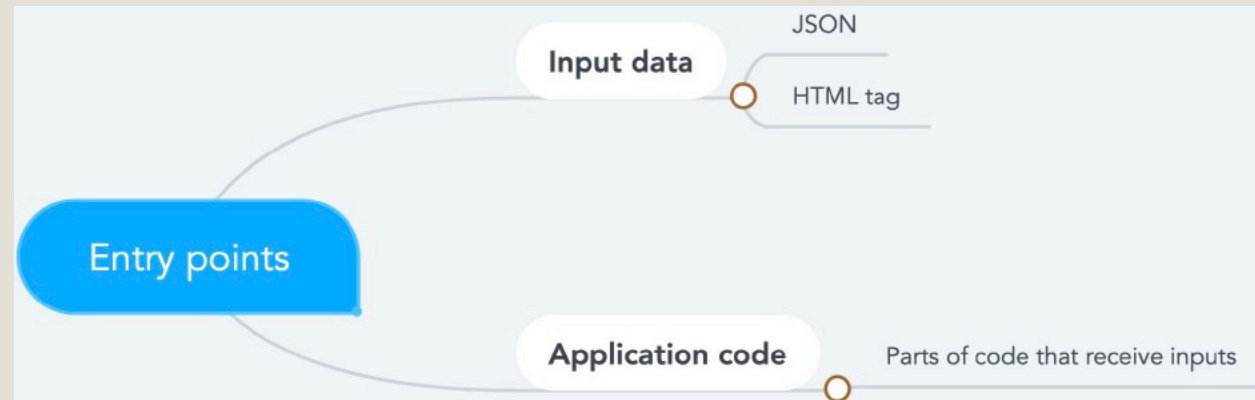 JSON
Input data
HTML tag
Entry points
Application code
Parts of code that receive inputs